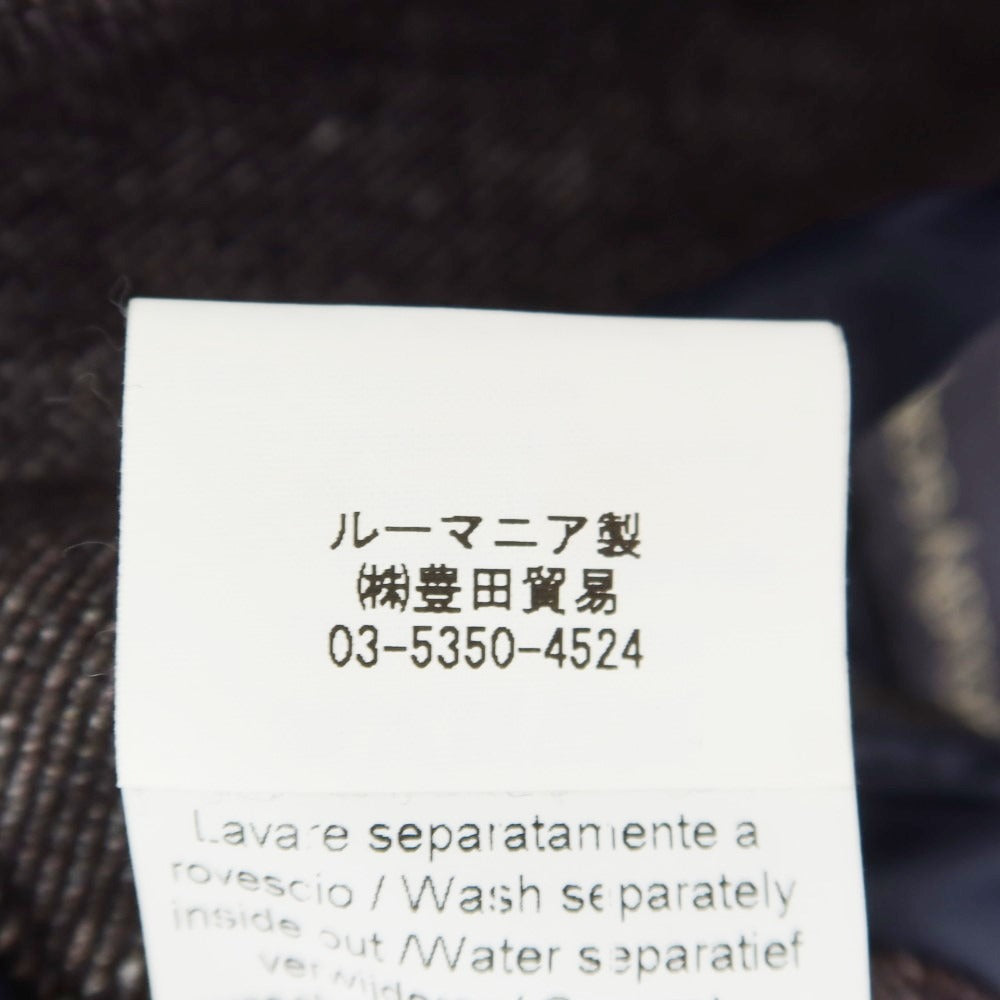 ルーマニア製
㈱豊田貿易
03-5350-4524
Lavare separatamente a
rovescio / Wash separately
inside out /Water separatief
verwijderen /